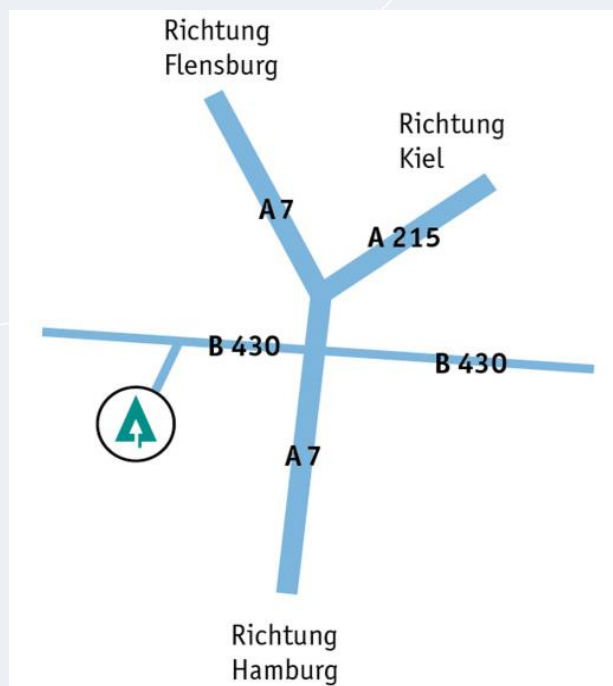 Richtung
Flensburg
Richtung
Kiel
A 7
A 215
B 430
B 430
A 7
Richtung
Hamburg